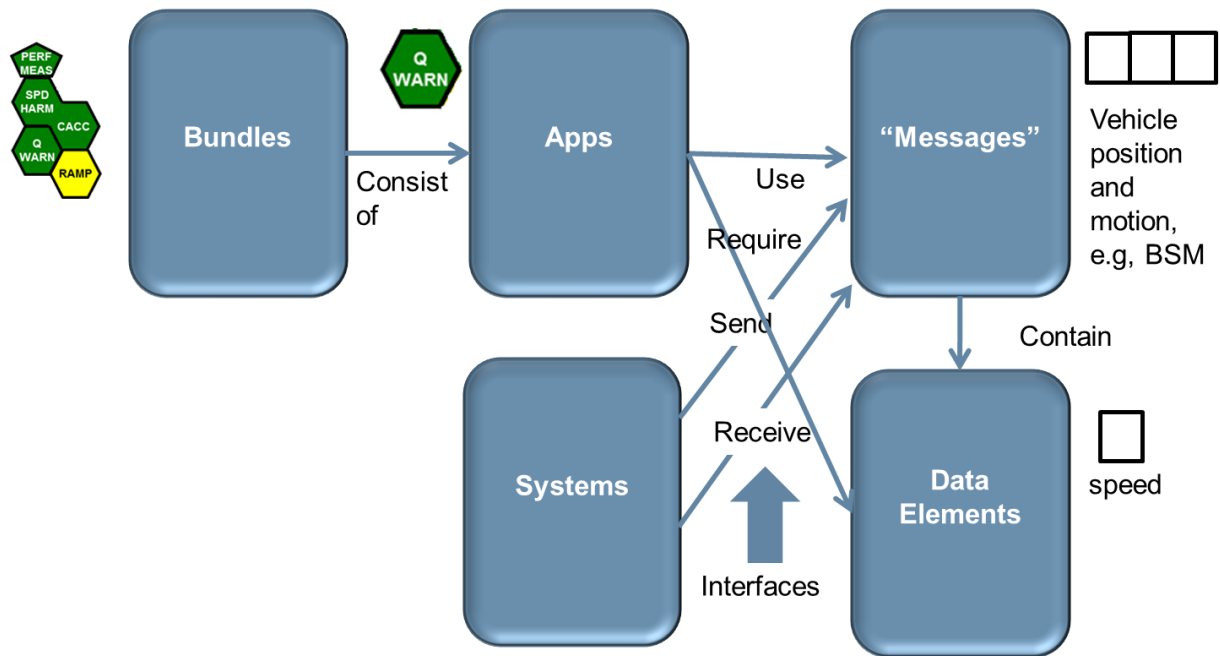 PERF
MEAS
SPD
HARM
CACC
Q
WARN
RAMP
Bundles
Consist
of
Q
WARN
Apps
Use
Require
Send
Receive
Interfaces
Systems
“Messages”
Vehicle
position
and
motion,
e.g, BSM
Contain
Data
Elements
speed